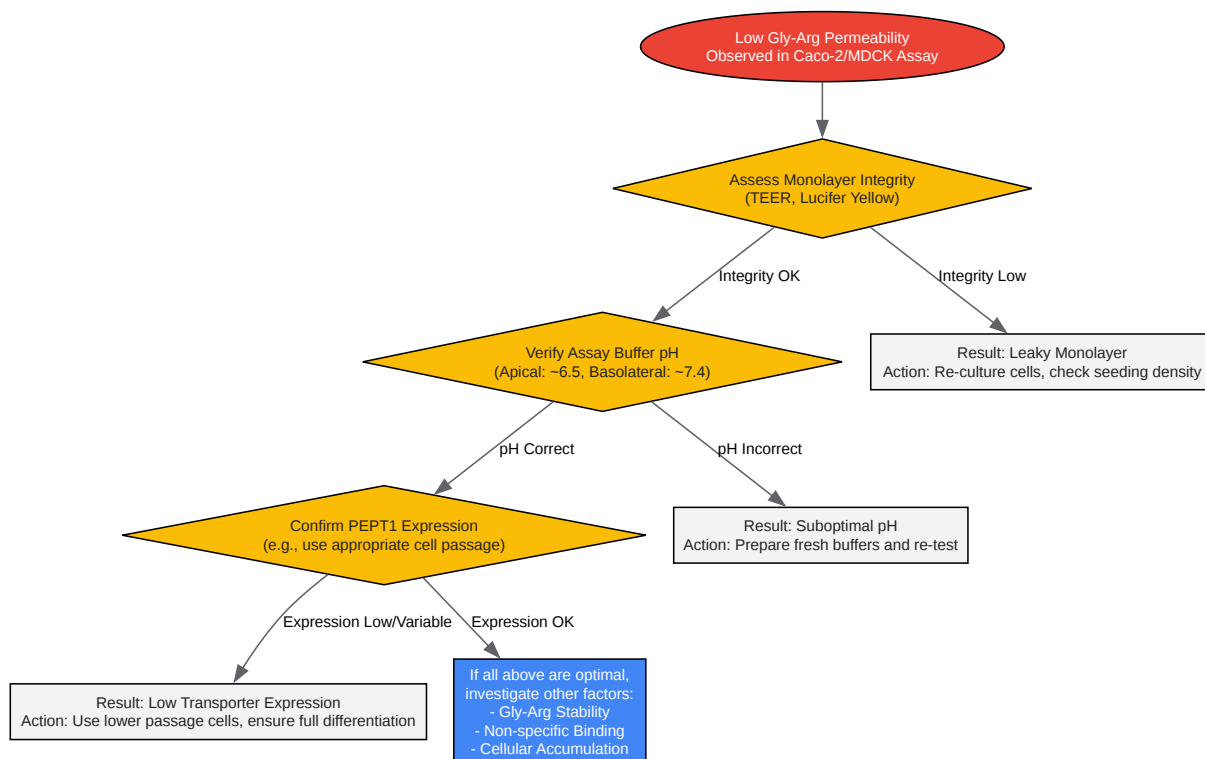 Low Gly-Arg Permeability
Observed in Caco-2/MDCK Assay
Assess Monolayer Integrity
(TEER, Lucifer Yellow)
Integrity OK
Integrity Low
Verify Assay Buffer pH
(Apical: ~6.5, Basolateral: ~7.4)
Result: Leaky Monolayer
Action: Re-culture cells, check seeding density
pH Correct
pH Incorrect
Confirm PEPT1 Expression
(e.g., use appropriate cell passage)
Result: Suboptimal pH
Action: Prepare fresh buffers and re-test
Expression Low/Variable
Expression OK
Result: Low Transporter Expression
Action: Use lower passage cells, ensure full differentiation
If all above are optimal,
investigate other factors:
- Gly-Arg Stability
- Non-specific Binding
- Cellular Accumulation